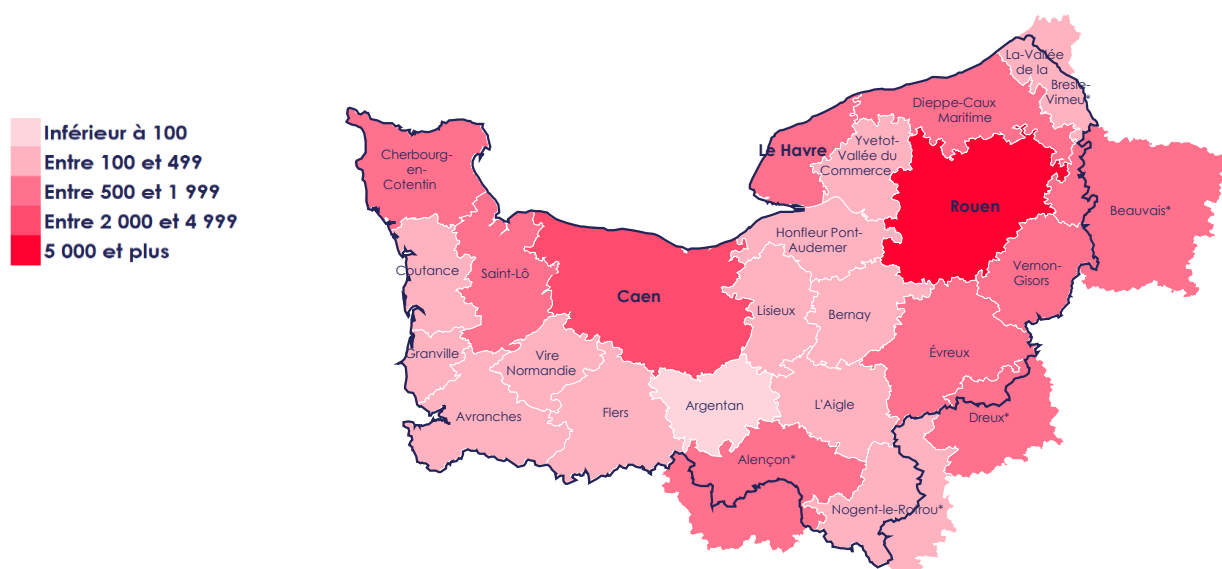 Inférieur à 100
Entre 100 et 499
Entre 500 et 1 999
Entre 2 000 et 4 999
5 000 et plus
La-Vallée
de la
Bresle-
Vimeu*
Dieppe-Caux
Maritime
Yvetot-
Vallée du
Commerce
Le Havre
Cherbourg-
en-
Cotentin
Rouen
Beauvais*
Honfleur Pont-
Audemer
Coutance
Saint-Lô
Vernon-
Gisors
Caen
Lisieux
Bernay
Granville
Vire
Normandie
Évreux
Avranches
Flers
Argentan
L'Aigle
Dreux*
Alençon*
Nogent-le-Rotrou*